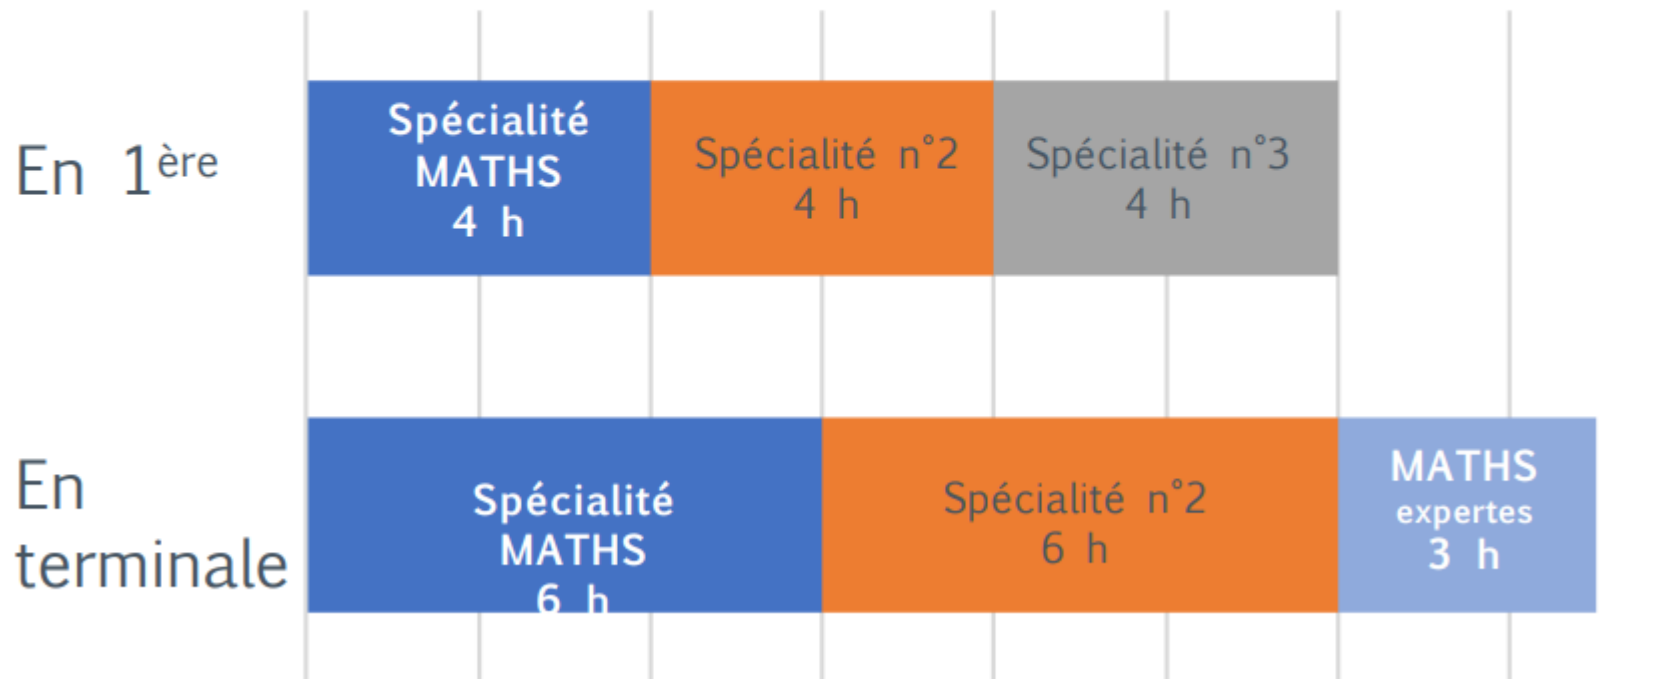 En 1ère
Spécialité
MATHS
4 h
Spécialité n°2
4 h
Spécialité n°3
4 h
En
terminale
Spécialité
MATHS
6 h
Spécialité n°2
6 h
MATHS
expertes
3 h